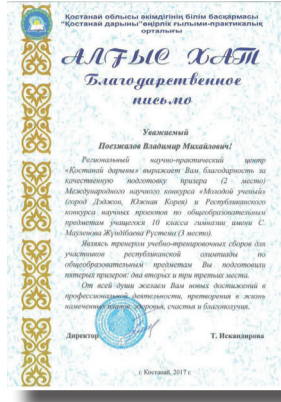 Қостанай облысы әкімдігінің білім басқармасы
"Қостанай дарыны"өңірлік ғылыми-практикалық
орталығы
АЛҒЫС ХАТ
Благодарственное
письмо
Уважаемый
Поезжалов Владимир Михайлович!
Региональный научно-практический центр
«Қостанай дарыны» выражает Вам благодарность за
качественную подготовку призера (2 место)
Международного научного конкурса «Молодой ученый»
(город Дэджон, Южная Корея) и Республиканского
конкурса научных проектов по общеобразовательным
предметам учащегося 10 класса гимназии имени С.
Мауленова Жүндібаева Рустема (3 место).
Являясь тренером учебно-тренировочных сборов для
участников республиканской олимпиады по
общеобразовательный предметам Вы подготовили
пятерых призеров: два вторых и три третьих места.
От всей души желаем Вам новых достижений в
профессиональной деятельности, претворения в жизнь
намеченных планов, здоровья, счастья и благополучия.
Директор Т. Искандирова
г. Костанай, 2017 г.